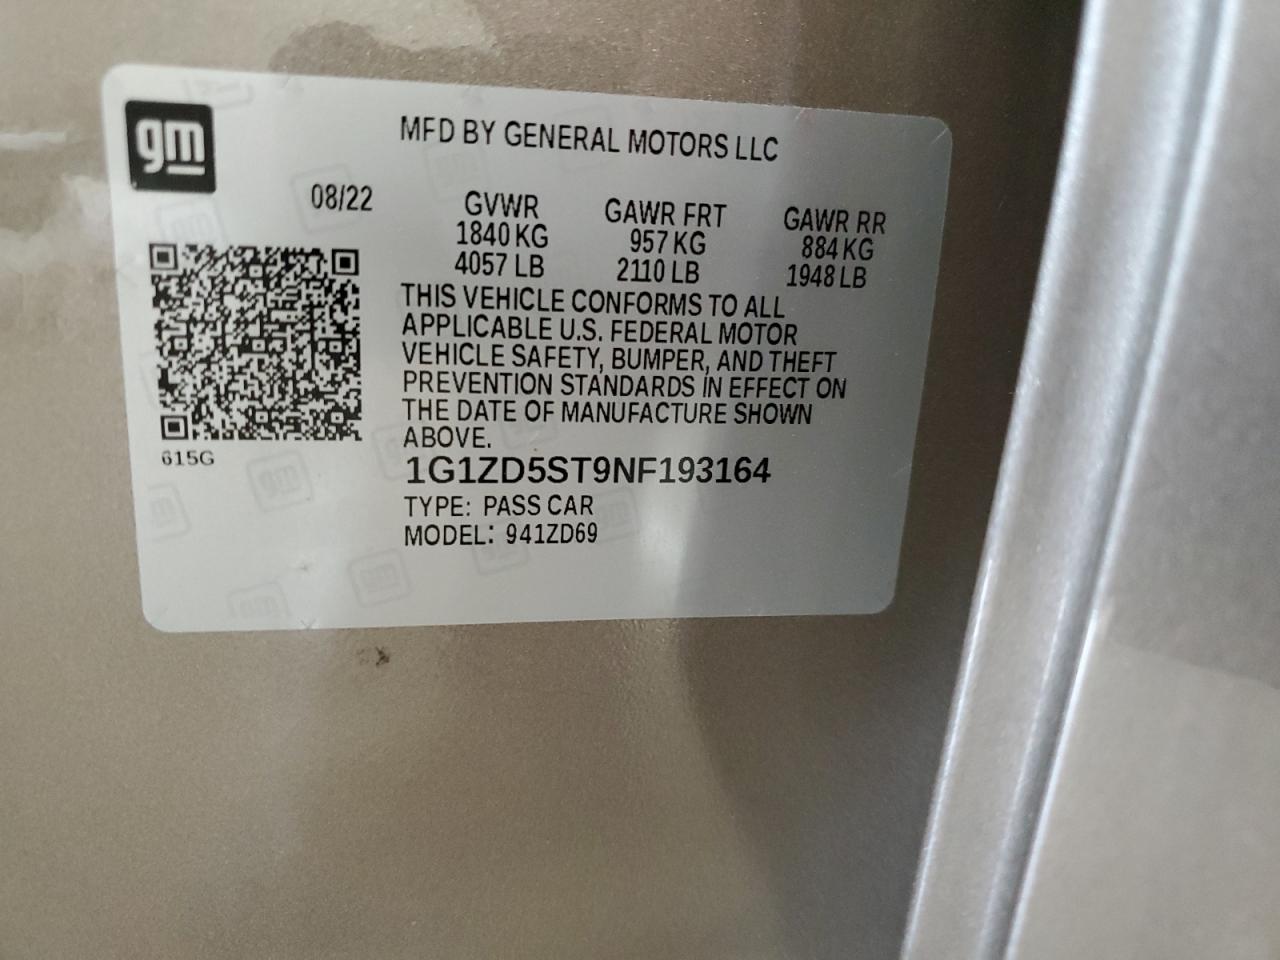 gm
MFD BY GENERAL MOTORS LLC
08/22 GVWR GAWR FRT GAWR RR
1840 KG 957 KG 884 KG
4057 LB 2110 LB 1948 LB
THIS VEHICLE CONFORMS TO ALL
APPLICABLE U.S. FEDERAL MOTOR
VEHICLE SAFETY, BUMPER, AND THEFT
PREVENTION STANDARDS IN EFFECT ON
THE DATE OF MANUFACTURE SHOWN
ABOVE.
615G
1G1ZD5ST9NF193164
TYPE: PASS CAR
MODEL: 941ZD69